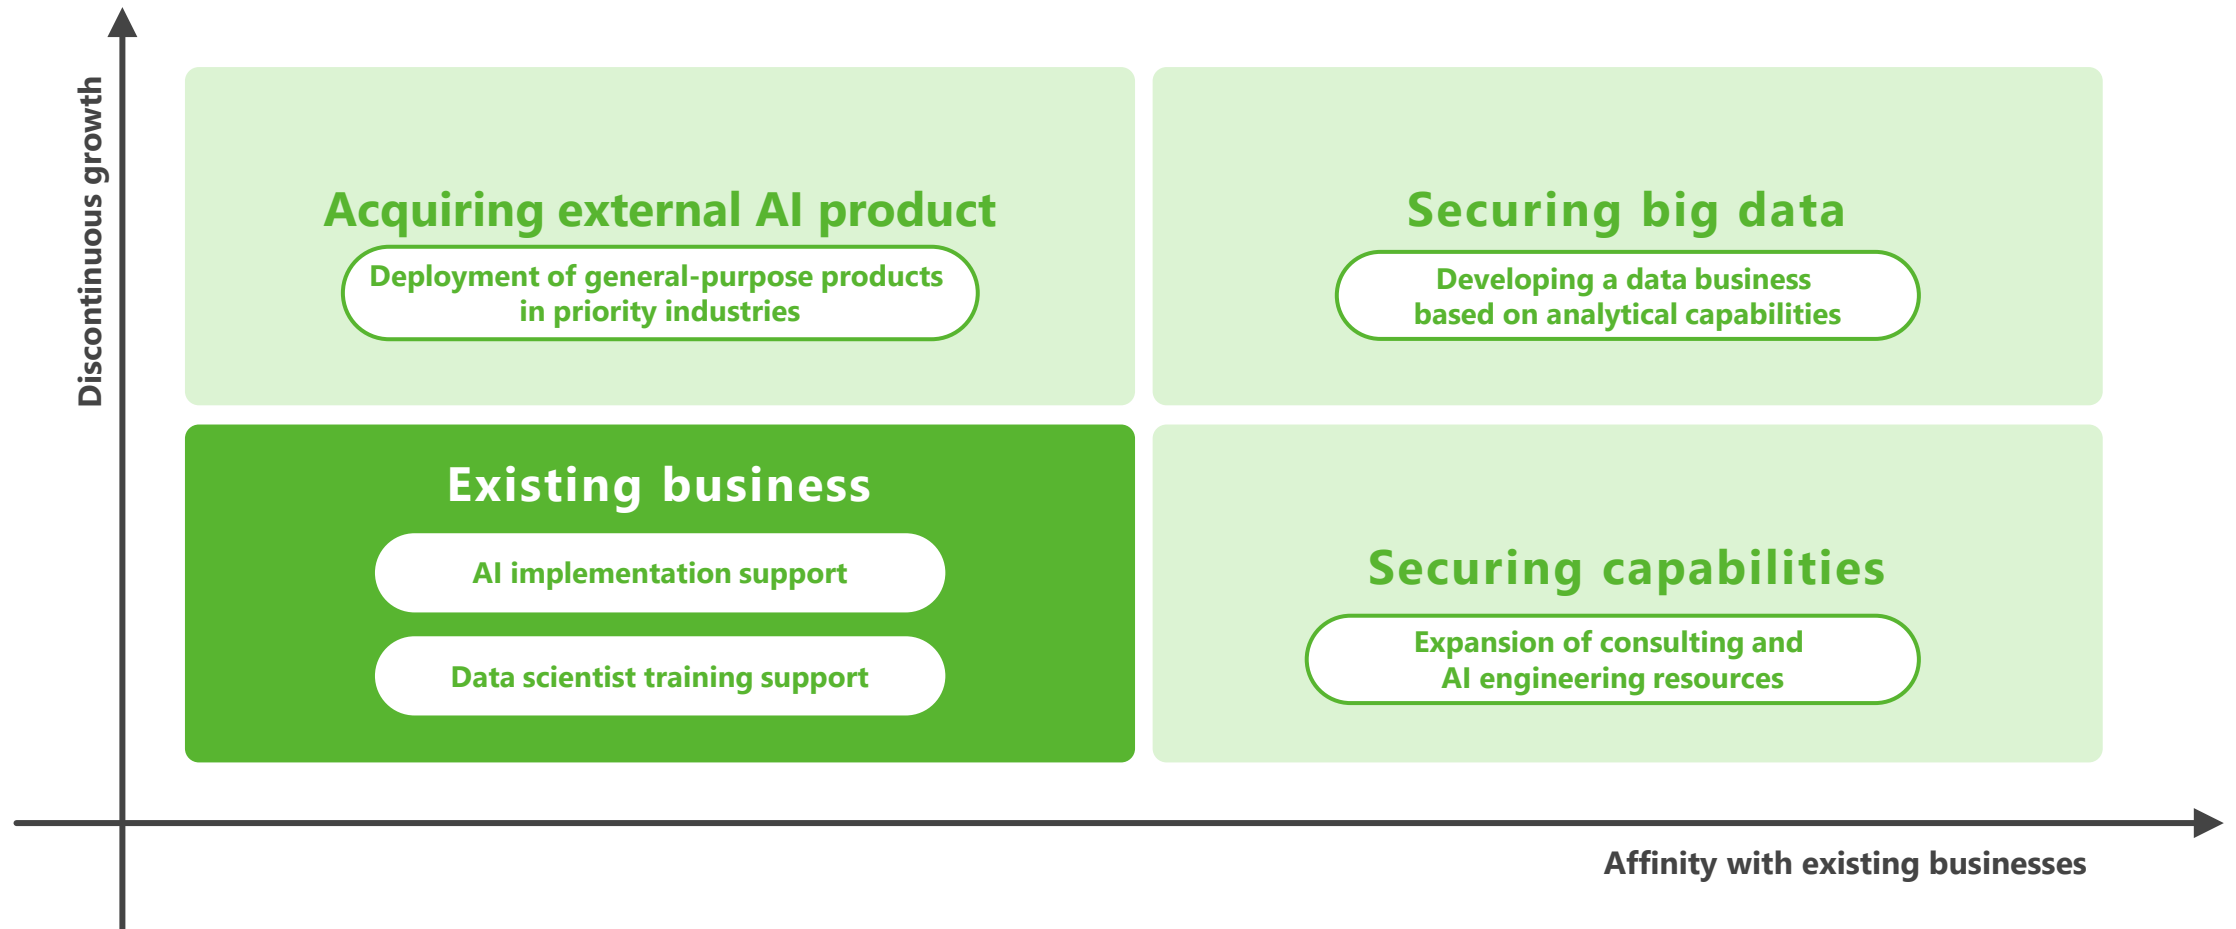 Discontinuous growth
Acquiring external AI product
Deployment of general-purpose products
in priority industries
Securing big data
Developing a data business
based on analytical capabilities
Existing business
AI implementation support
Data scientist training support
Securing capabilities
Expansion of consulting and
AI engineering resources
Affinity with existing businesses